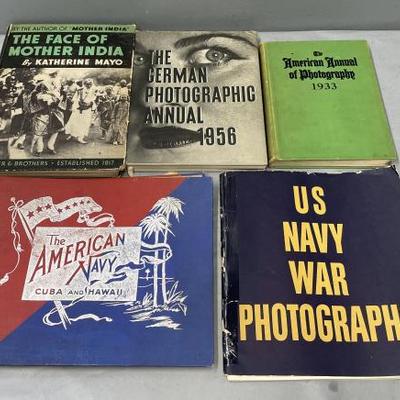 BY THE AUTHOR OF "MOTHER INDIA"
THE FACE OF
MOTHER INDIA
By KATHERINE MAYO
ER & BROTHERS · ESTABLISHED 1817
THE
GERMAN
PHOTOGRAPHIC
ANNUAL
1956
The
American Annual
of Photography
1933
The
AMERICAN
NAVY
CUBA AND HAWAII
US
NAVY
WAR
PHOTOGRAPH